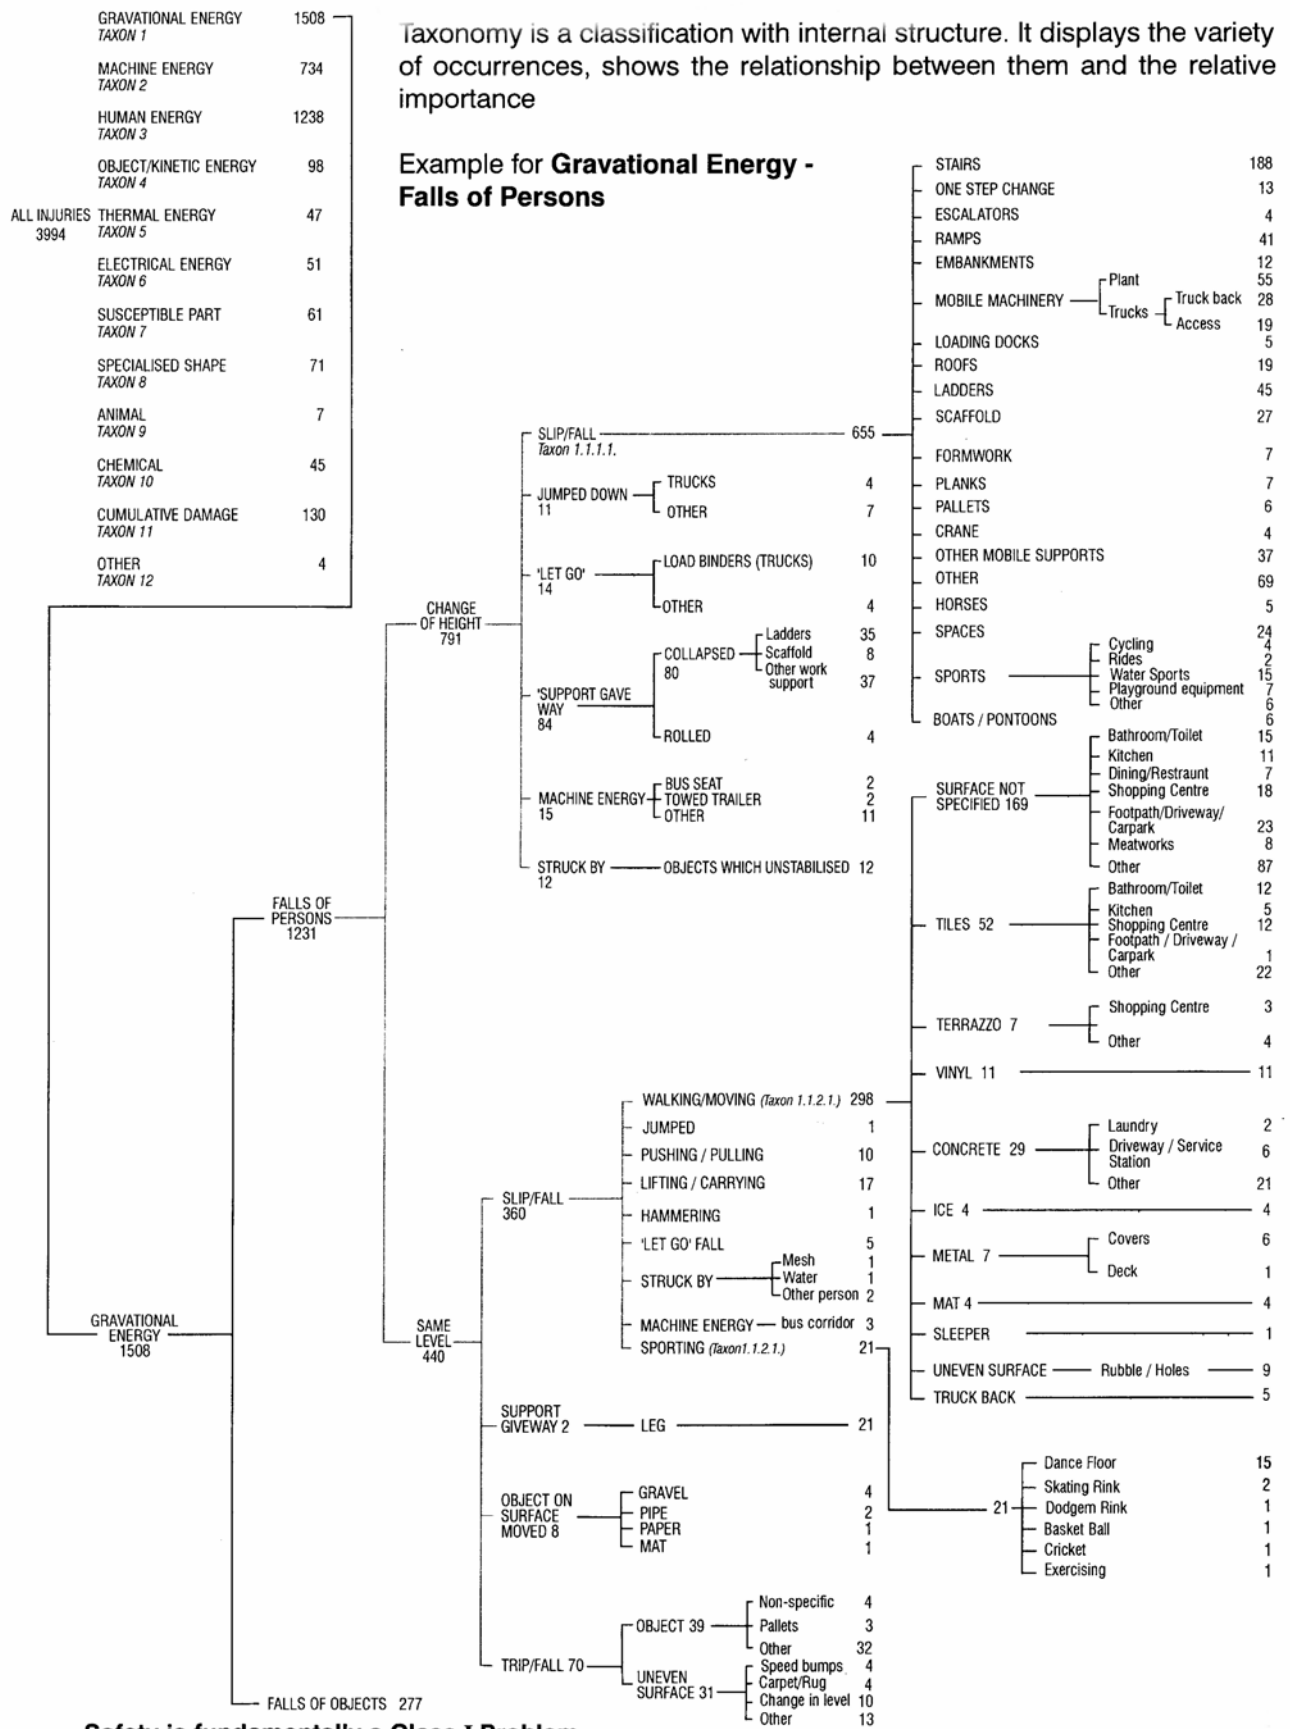 GRAVATIONAL ENERGY 1508
TAXON 1
MACHINE ENERGY 734
TAXON 2
HUMAN ENERGY 1238
TAXON 3
OBJECT/KINETIC ENERGY 98
TAXON 4
ALL INJURIES 3994
THERMAL ENERGY 47
TAXON 5
ELECTRICAL ENERGY 51
TAXON 6
SUSCEPTIBLE PART 61
TAXON 7
SPECIALISED SHAPE 71
TAXON 8
ANIMAL 7
TAXON 9
CHEMICAL 45
TAXON 10
CUMULATIVE DAMAGE 130
TAXON 11
OTHER 4
TAXON 12
Taxonomy is a classification with internal structure. It displays the variety
of occurrences, shows the relationship between them and the relative
importance
Example for Gravational Energy -
Falls of Persons
GRAVATIONAL
ENERGY
1508
FALLS OF
PERSONS
1231
CHANGE
OF HEIGHT
791
SLIP/FALL 655
Taxon 1.1.1.1.
STAIRS 188
ONE STEP CHANGE 13
ESCALATORS 4
RAMPS 41
EMBANKMENTS 12
MOBILE MACHINERY
Plant 55
Trucks
Truck back 28
Access 19
LOADING DOCKS 5
ROOFS 19
LADDERS 45
SCAFFOLD 27
FORMWORK 7
PLANKS 7
PALLETS 6
CRANE 4
OTHER MOBILE SUPPORTS 37
OTHER 69
HORSES 5
SPACES 24
SPORTS
Cycling 4
Rides 2
Water Sports 15
Playground equipment 7
Other 6
BOATS / PONTOONS 6
JUMPED DOWN
11
TRUCKS 4
OTHER 7
'LET GO'
14
LOAD BINDERS (TRUCKS) 10
OTHER 4
'SUPPORT GAVE
WAY
84
COLLAPSED
80
Ladders 35
Scaffold 8
Other work
support 37
ROLLED 4
MACHINE ENERGY
15
BUS SEAT 2
TOWED TRAILER 2
OTHER 11
STRUCK BY
12
OBJECTS WHICH UNSTABILISED 12
SAME
LEVEL
440
SLIP/FALL
360
WALKING/MOVING (Taxon 1.1.2.1.) 298
SURFACE NOT
SPECIFIED 169
Bathroom/Toilet 15
Kitchen 11
Dining/Restraunt 7
Shopping Centre 18
Footpath/Driveway/
Carpark 23
Meatworks 8
Other 87
TILES 52
Bathroom/Toilet 12
Kitchen 5
Shopping Centre 12
Footpath / Driveway /
Carpark 1
Other 22
TERRAZZO 7
Shopping Centre 3
Other 4
VINYL 11 11
CONCRETE 29
Laundry 2
Driveway / Service
Station 6
Other 21
ICE 4 4
METAL 7
Covers 6
Deck 1
MAT 4 4
SLEEPER 1
UNEVEN SURFACE Rubble / Holes 9
TRUCK BACK 5
JUMPED 1
PUSHING / PULLING 10
LIFTING / CARRYING 17
HAMMERING 1
'LET GO' FALL 5
STRUCK BY
Mesh 1
Water 1
Other person 2
MACHINE ENERGY bus corridor 3
SPORTING (Taxon1.1.2.1.) 21
21
Dance Floor 15
Skating Rink 2
Dodgem Rink 1
Basket Ball 1
Cricket 1
Exercising 1
SUPPORT
GIVEWAY 2
LEG 21
OBJECT ON
SURFACE
MOVED 8
GRAVEL 4
PIPE 2
PAPER 1
MAT 1
TRIP/FALL 70
OBJECT 39
Non-specific 4
Pallets 3
Other 32
UNEVEN
SURFACE 31
Speed bumps 4
Carpet/Rug 4
Change in level 10
Other 13
FALLS OF OBJECTS 277
Safety is fundamentally a Class I Problem